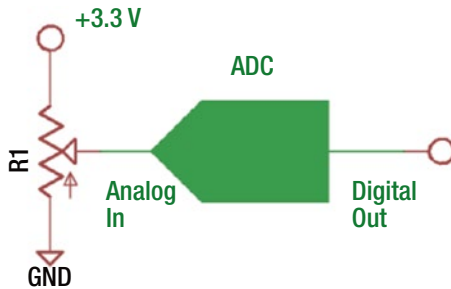 +3.3 V
ADC
R1
Analog
In
Digital
Out
GND